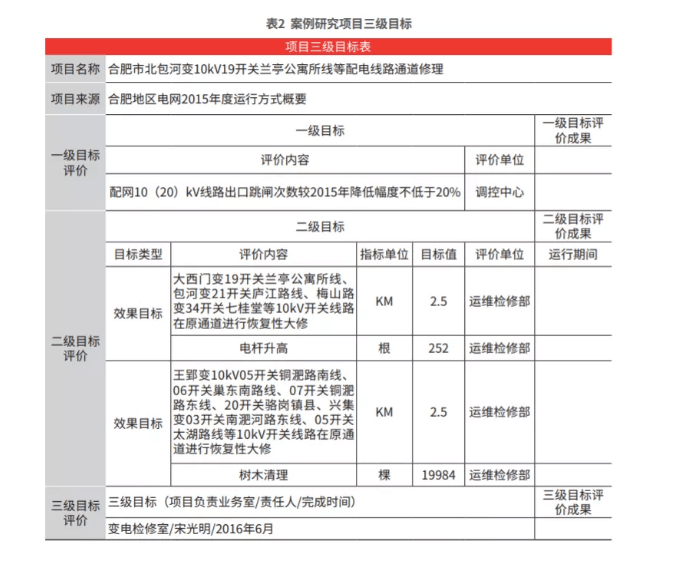 表2 案例研究项目三级目标
项目三级目标表
项目名称 合肥市北包河变10kV19开关兰亭公寓所线等配电线路通道修理
项目来源 合肥地区电网2015年度运行方式概要
一级目标评价
一级目标
一级目标评价成果
评价内容 评价单位
配网10（20）kV线路出口跳闸次数较2015年降低幅度不低于20% 调控中心
二级目标评价
二级目标
二级目标评价成果
目标类型 评价内容 指标单位 目标值 评价单位 运行期间
效果目标
大西门变19开关兰亭公寓所线、
包河变21开关庐江路线、梅山路
变34开关七桂堂等10kV开关线路
在原通道进行恢复性大修
KM 2.5 运维检修部
电杆升高 根 252 运维检修部
效果目标
王郢变10kV05开关铜淝路南线、
06开关巢东南路线、07开关铜淝
路东线、20开关骆岗镇县、兴集
变03开关南淝河路东线、05开关
太湖路线等10kV开关线路在原通
道进行恢复性大修
KM 2.5 运维检修部
树木清理 棵 19984 运维检修部
三级目标评价
三级目标（项目负责业务室/责任人/完成时间）
三级目标评价成果
变电检修室/宋光明/2016年6月